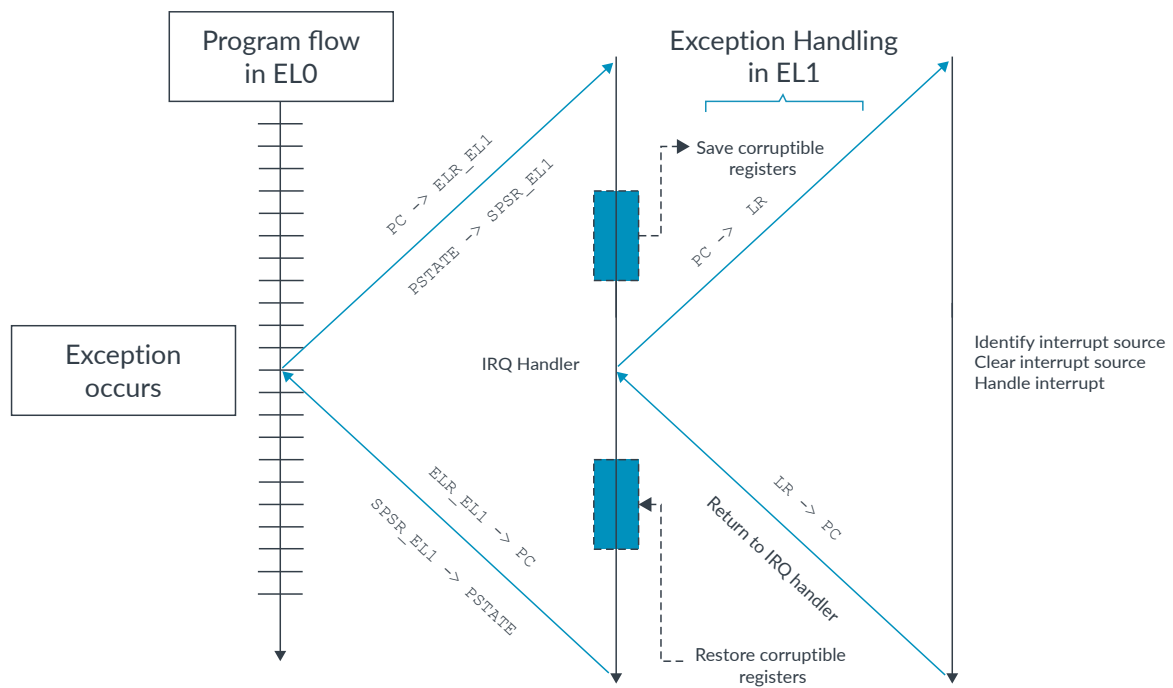 Program flow
in EL0
Exception Handling
in EL1
PC -> ELR_EL1
PSTATE -> SPSR_EL1
Save corruptible
registers
PC -> LR
Exception
occurs
IRQ Handler
Identify interrupt source
Clear interrupt source
Handle interrupt
ELR_EL1 -> PC
SPSR_EL1 -> PSTATE
LR -> PC
Return to IRQ handler
Restore corruptible
registers